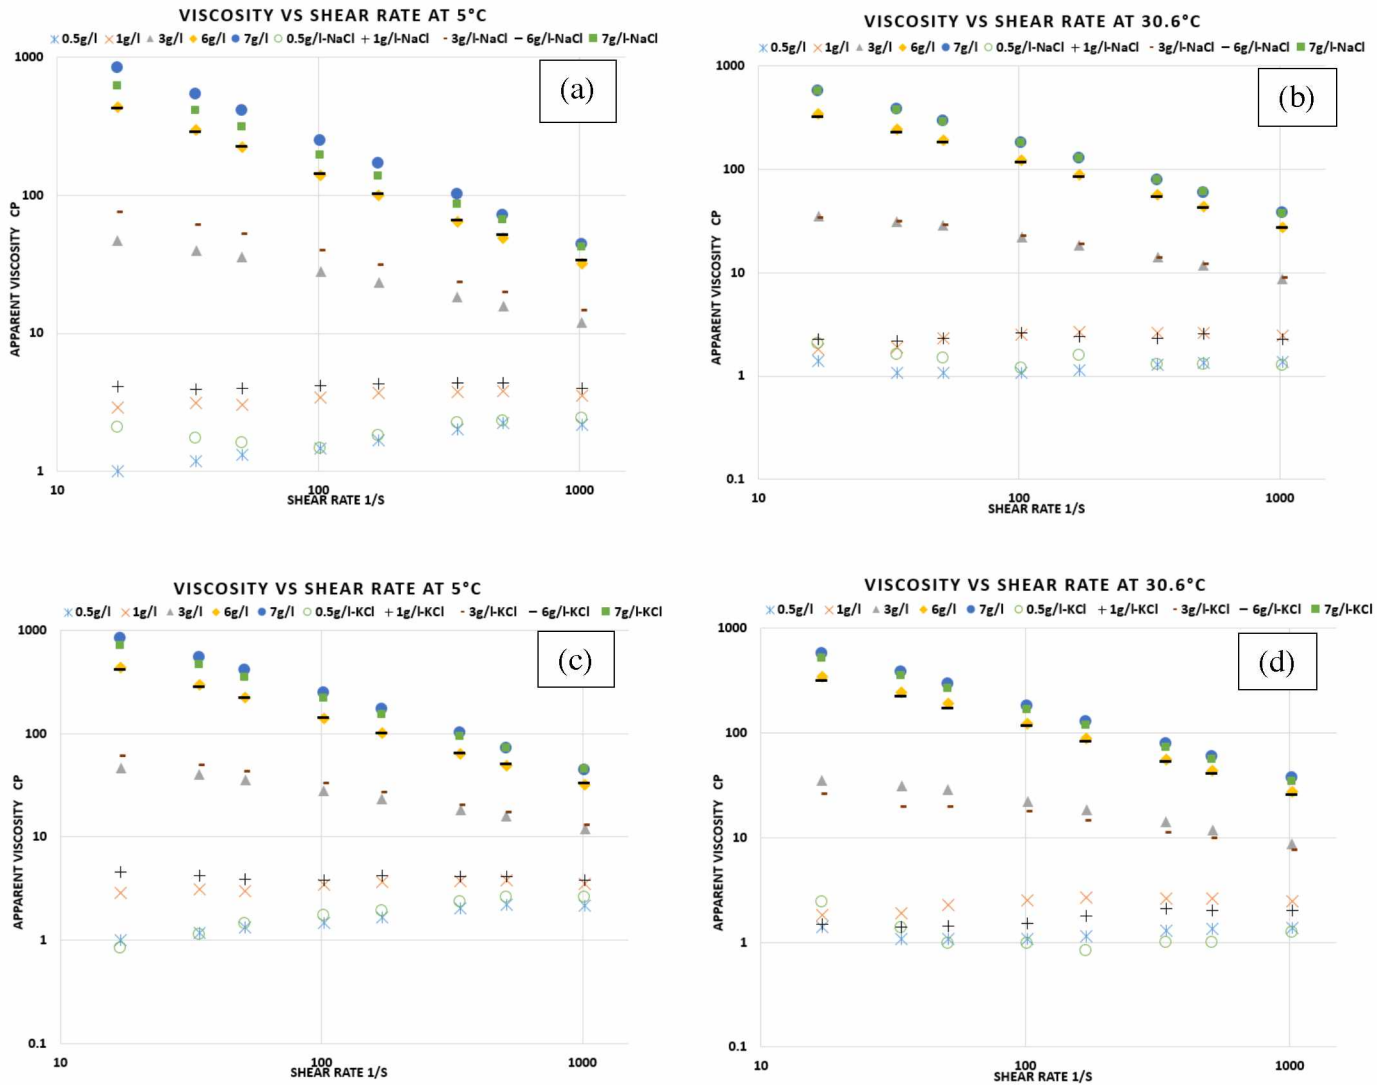 VISCOSITY VS SHEAR RATE AT 5°C
0.5g/l 1g/l 3g/l 6g/l 7g/l 0.5g/l-NaCl 1g/l-NaCl 3g/l-NaCl 6g/l-NaCl 7g/l-NaCl
(a)
1000
100
10
1
APPARENT VISCOSITY CP
10 100 1000
SHEAR RATE 1/S
VISCOSITY VS SHEAR RATE AT 30.6°C
0.5g/l 1g/l 3g/l 6g/l 7g/l 0.5g/l-NaCl 1g/l-NaCl 3g/l-NaCl 6g/l-NaCl 7g/l-NaCl
(b)
1000
100
10
1
0.1
APPARENT VISCOSITY CP
10 100 1000
SHEAR RATE 1/S
VISCOSITY VS SHEAR RATE AT 5°C
0.5g/l 1g/l 3g/l 6g/l 7g/l 0.5g/l-KCl 1g/l-KCl 3g/l-KCl 6g/l-KCl 7g/l-KCl
(c)
1000
100
10
1
0.1
APPARENT VISCOSITY CP
10 100 1000
SHEAR RATE 1/S
VISCOSITY VS SHEAR RATE AT 30.6°C
0.5g/l 1g/l 3g/l 6g/l 7g/l 0.5g/l-KCl 1g/l-KCl 3g/l-KCl 6g/l-KCl 7g/l-KCl
(d)
1000
100
10
1
0.1
APPARENT VISCOSITY CP
10 100 1000
SHEAR RATE 1/S